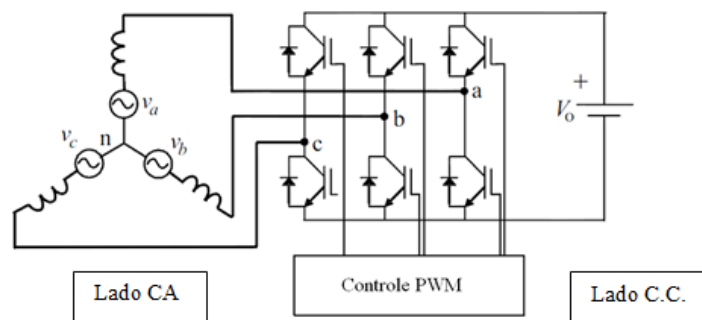 a
+
v_a
b
V_o
v_c
n
v_b
c
Lado CA
Controle PWM
Lado C.C.